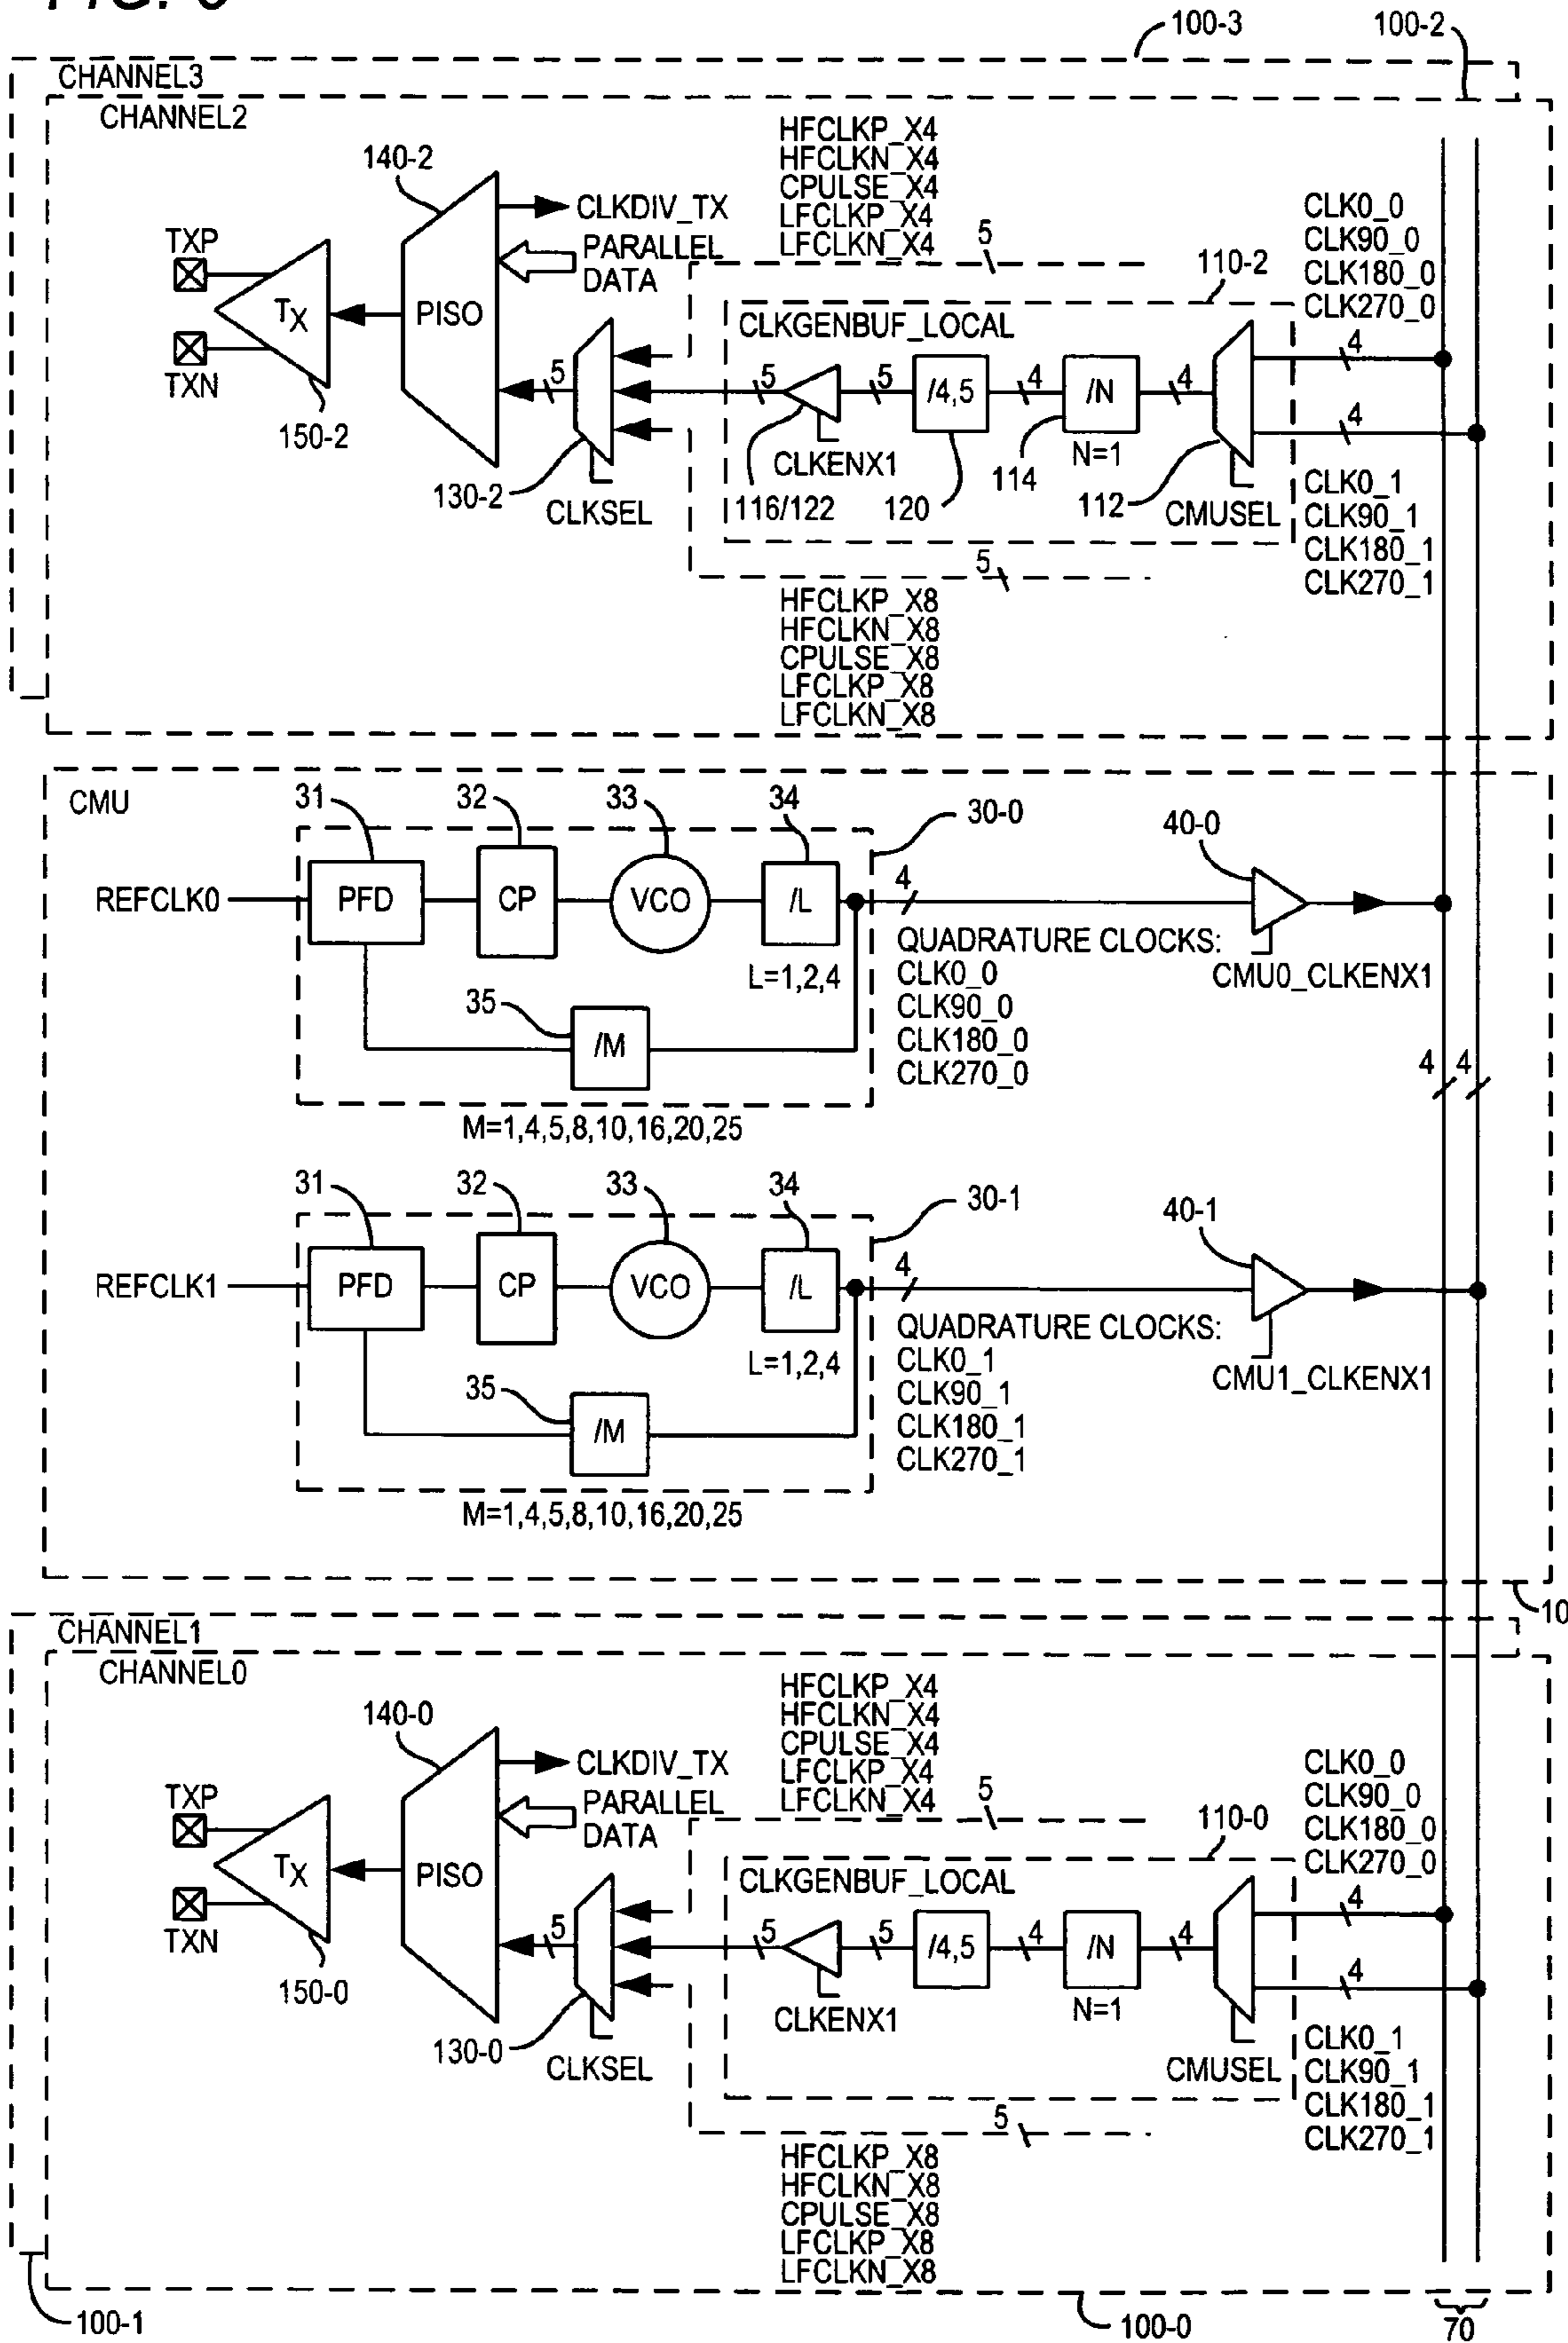 100-3
100-2
CHANNEL3
CHANNEL2
HFCLKP_X4
HFCLKN_X4
CPULSE_X4
LFCLKP_X4
LFCLKN_X4
140-2
CLKDIV_TX
PARALLEL
DATA
5
110-2
CLK0_0
CLK90_0
CLK180_0
CLK270_0
TXP
TXN
TX
PISO
150-2
CLKGENBUF_LOCAL
5
5
5
/4,5
4
/N
4
4
4
N=1
CLKENX1
130-2
CLKSEL
116/122
120
114
112
CMUSEL
CLK0_1
CLK90_1
CLK180_1
CLK270_1
5
HFCLKP_X8
HFCLKN_X8
CPULSE_X8
LFCLKP_X8
LFCLKN_X8
CMU
31
32
33
34
30-0
40-0
REFCLK0
PFD
CP
VCO
/L
4
L=1,2,4
QUADRATURE CLOCKS:
CLK0_0
CLK90_0
CLK180_0
CLK270_0
CMU0_CLKENX1
35
/M
4
4
M=1,4,5,8,10,16,20,25
31
32
33
34
30-1
40-1
REFCLK1
PFD
CP
VCO
/L
4
L=1,2,4
QUADRATURE CLOCKS:
CLK0_1
CLK90_1
CLK180_1
CLK270_1
CMU1_CLKENX1
35
/M
M=1,4,5,8,10,16,20,25
10
CHANNEL1
CHANNEL0
HFCLKP_X4
HFCLKN_X4
CPULSE_X4
LFCLKP_X4
LFCLKN_X4
140-0
CLKDIV_TX
PARALLEL
DATA
5
110-0
CLK0_0
CLK90_0
CLK180_0
CLK270_0
TXP
TXN
TX
PISO
150-0
CLKGENBUF_LOCAL
5
5
5
/4,5
4
/N
4
4
4
N=1
CLKENX1
130-0
CLKSEL
CMUSEL
CLK0_1
CLK90_1
CLK180_1
CLK270_1
5
HFCLKP_X8
HFCLKN_X8
CPULSE_X8
LFCLKP_X8
LFCLKN_X8
100-1
100-0
70